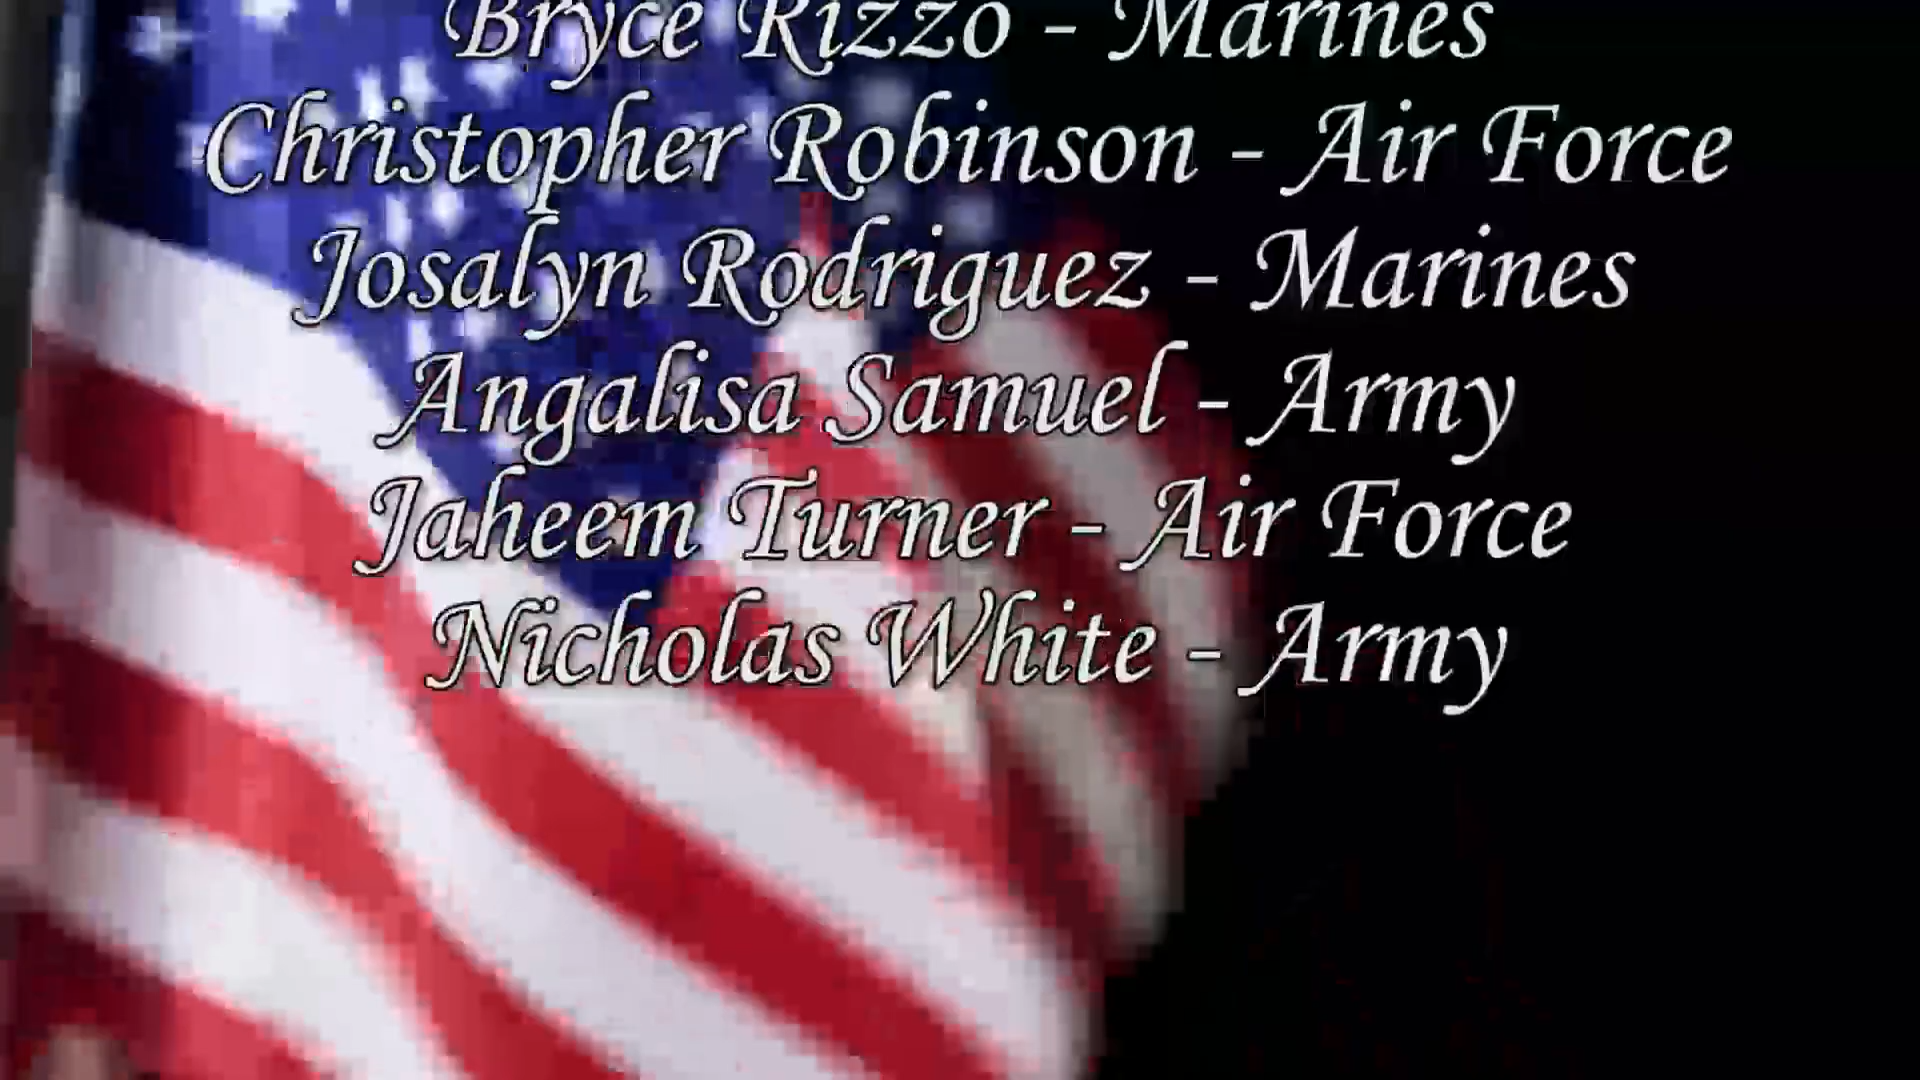 Bryce Rizzo - Marines
Christopher Robinson - Air Force
Josalyn Rodriguez - Marines
Angalisa Samuel - Army
Jaheem Turner - Air Force
Nicholas White - Army